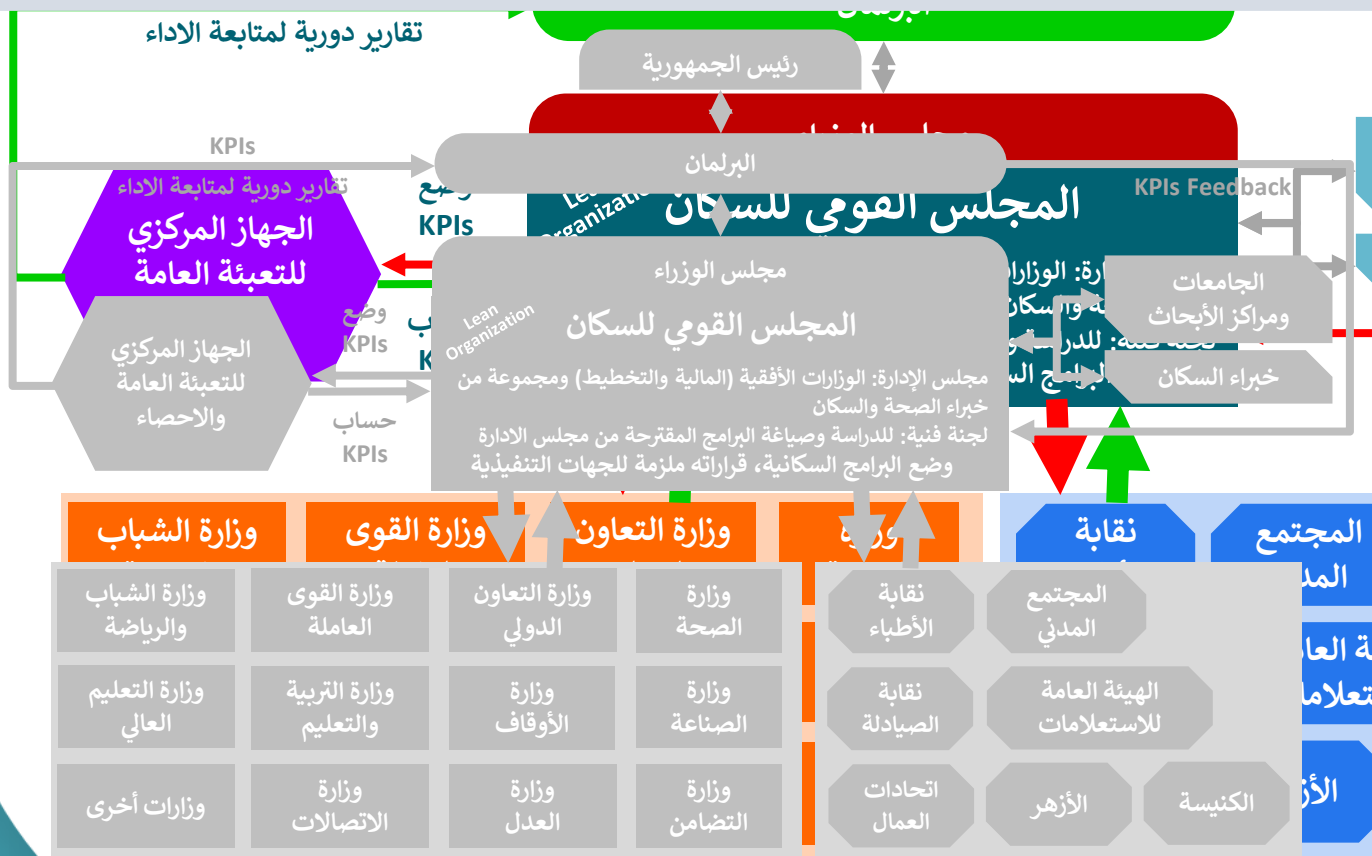 البرلمان
تقارير دورية لمتابعة الاداء
رئيس الجمهورية
KPIs
البرلمان
تقارير دورية لمتابعة الاداء
وضع
KPIs
KPIs Feedback
المجلس القومي للسكان
الجهاز المركزي
للتعبئة العامة
مجلس الوزراء
Lean
Organization
المجلس القومي للسكان
مجلس الإدارة: الوزارات الأفقية (المالية والتخطيط) ومجموعة من
خبراء الصحة والسكان
لجنة فنية: للدراسة وصياغة البرامج المقترحة من مجلس الادارة
وضع البرامج السكانية، قراراته ملزمة للجهات التنفيذية
الجامعات
ومراكز الأبحاث
خبراء السكان
وضع
KPIs
الجهاز المركزي
للتعبئة العامة
والاحصاء
حساب
KPIs
وزارة الشباب
وزارة القوى
وزارة التعاون
وزارة
نقابة
المجتمع
وزارة الشباب
والرياضة
وزارة القوى
العاملة
وزارة التعاون
الدولي
وزارة
الصحة
نقابة
الأطباء
المجتمع
المدني
وزارة التعليم
العالي
وزارة التربية
والتعليم
وزارة
الأوقاف
وزارة
الصناعة
نقابة
الصيادلة
الهيئة العامة
للاستعلامات
وزارات أخرى
وزارة
الاتصالات
وزارة
العدل
وزارة
التضامن
اتحادات
العمال
الأزهر
الكنيسة